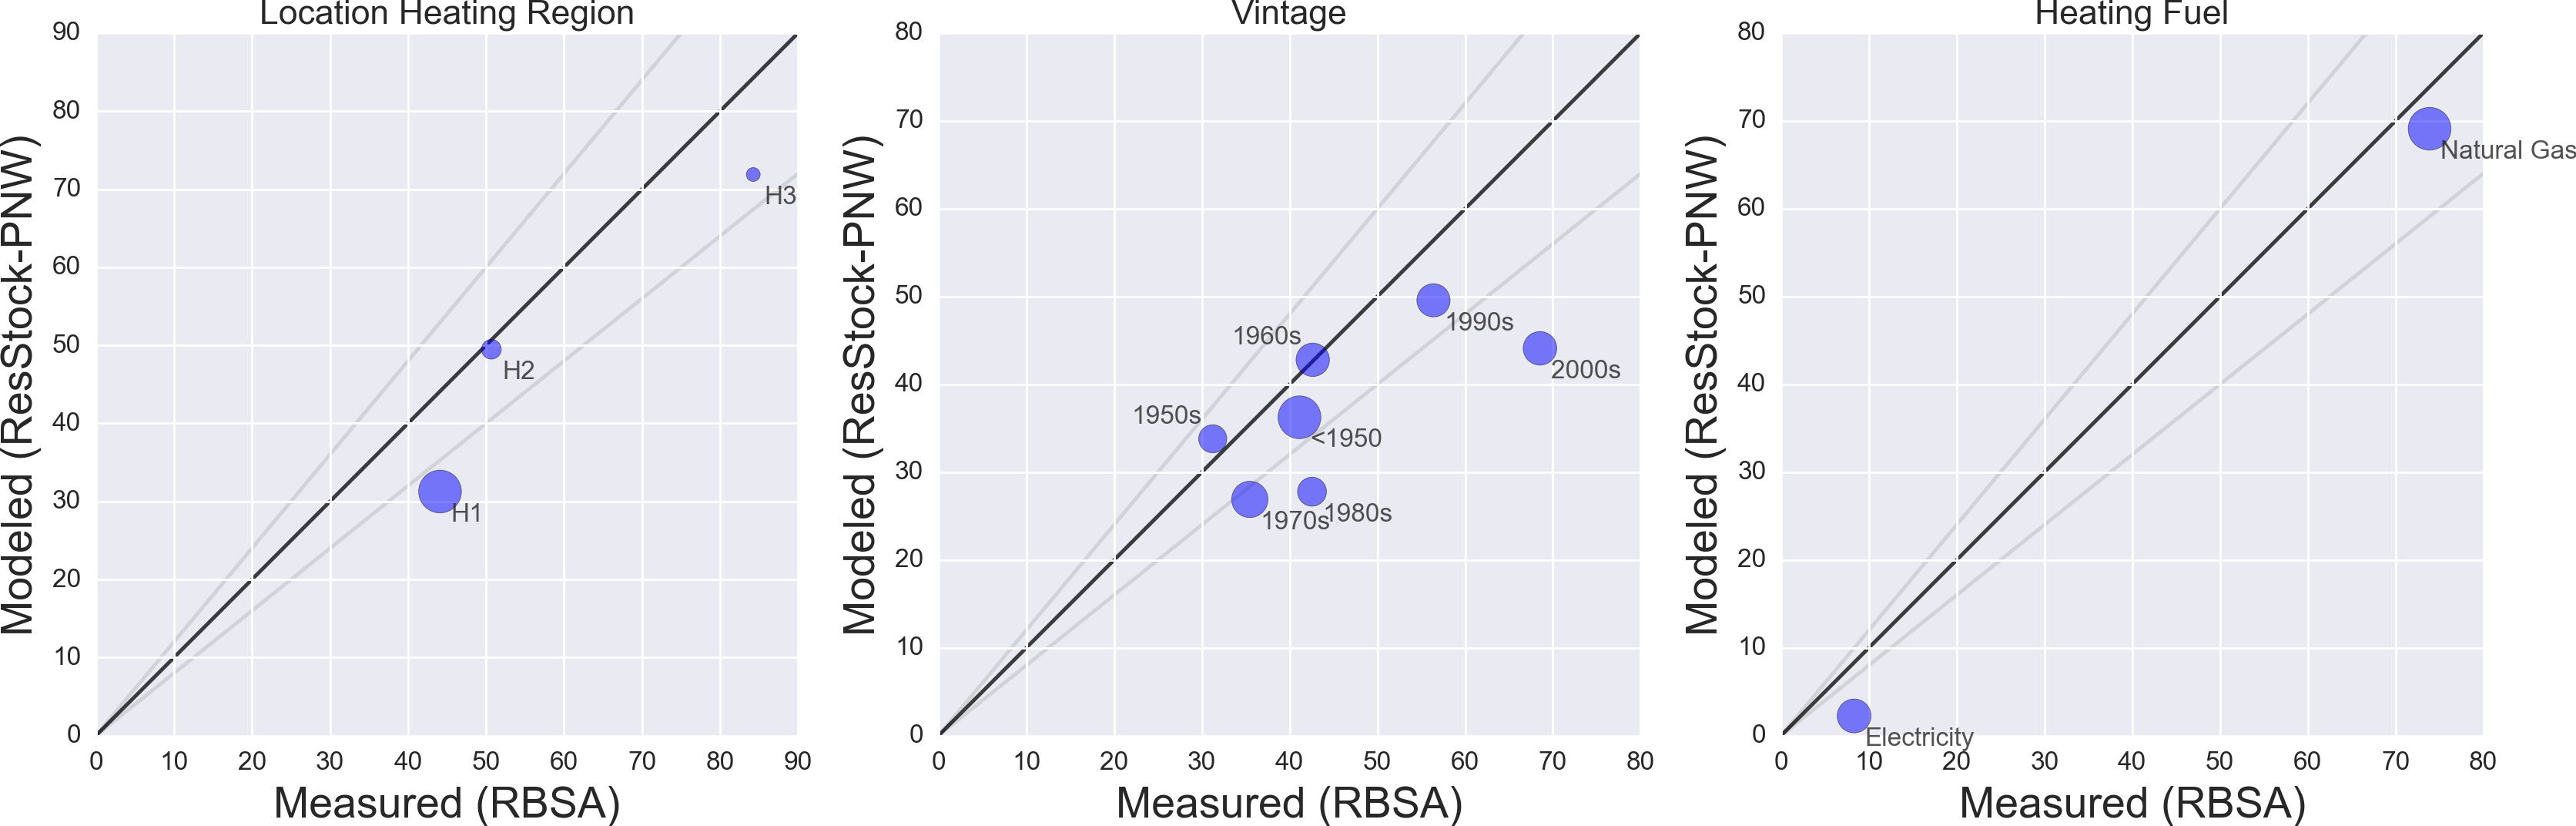 Location Heating Region
Modeled (ResStock-PNW)
90
80
70
60
50
40
30
20
10
0
H3
H2
H1
0 10 20 30 40 50 60 70 80 90
Measured (RBSA)
Vintage
Modeled (ResStock-PNW)
80
70
60
50
40
30
20
10
0
1990s
1960s
2000s
1950s
<1950
1980s
1970s
0 10 20 30 40 50 60 70 80
Measured (RBSA)
Heating Fuel
Modeled (ResStock-PNW)
80
70
60
50
40
30
20
10
0
Natural Gas
Electricity
0 10 20 30 40 50 60 70 80
Measured (RBSA)